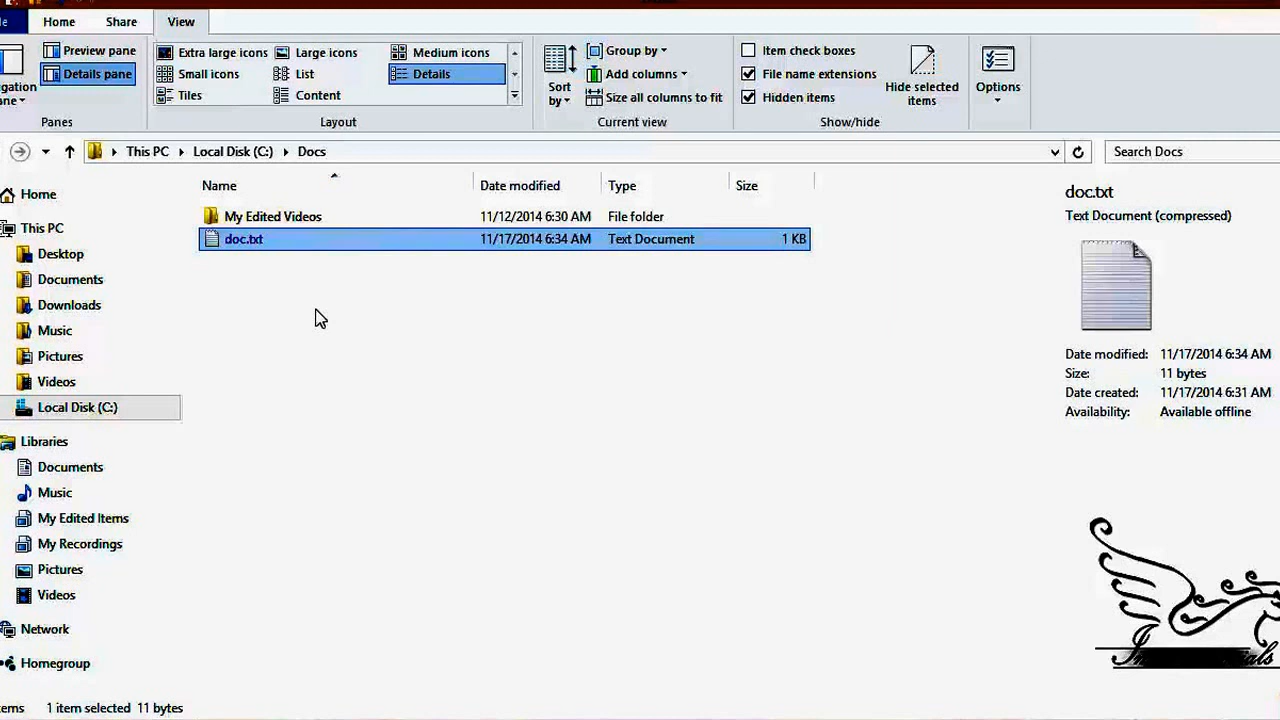 le Home Share View
Preview pane
Details pane
igation
ane
Panes
Extra large icons Large icons Medium icons
Small icons List Details
Tiles Content
Layout
Sort
by
Group by
Add columns
Size all columns to fit
Current view
Item check boxes
File name extensions
Hidden items
Hide selected
items
Show/hide
Options
This PC Local Disk (C:) Docs
Search Docs
Name Date modified Type Size
My Edited Videos 11/12/2014 6:30 AM File folder
doc.txt 11/17/2014 6:34 AM Text Document 1 KB
Home
This PC
Desktop
Documents
Downloads
Music
Pictures
Videos
Local Disk (C:)
Libraries
Documents
Music
My Edited Items
My Recordings
Pictures
Videos
Network
Homegroup
doc.txt
Text Document (compressed)
Date modified: 11/17/2014 6:34 AM
Size: 11 bytes
Date created: 11/17/2014 6:31 AM
Availability: Available offline
ems 1 item selected 11 bytes